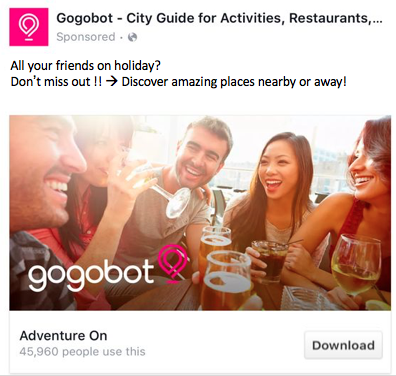 Gogobot - City Guide for Activities, Restaurants,...
Sponsored ·
All your friends on holiday?
Don't miss out !! → Discover amazing places nearby or away!
gogobot
Adventure On
45,960 people use this
Download